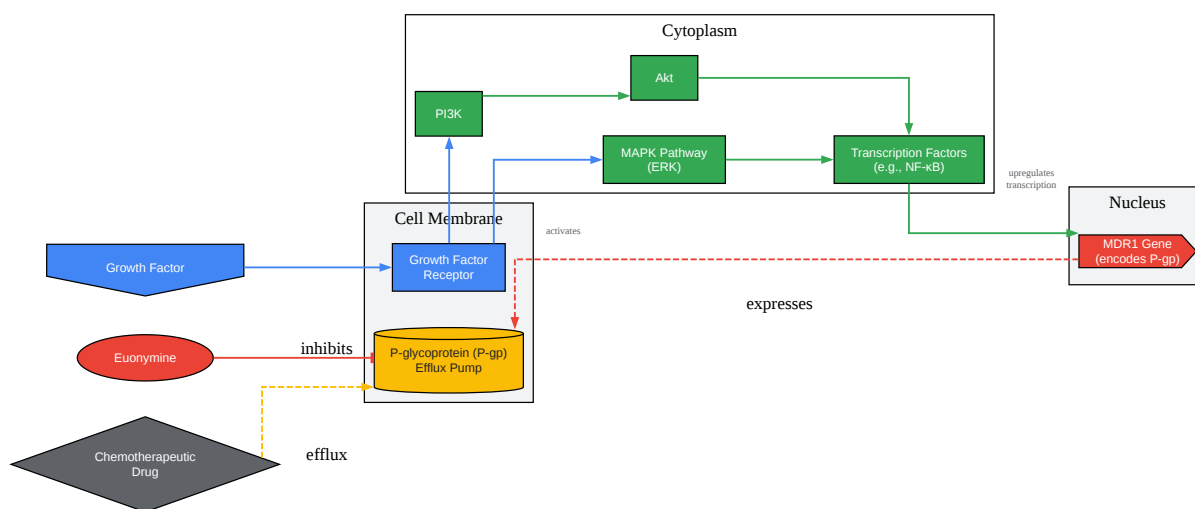 Cytoplasm
Akt
PI3K
MAPK Pathway
(ERK)
Transcription Factors
(e.g., NF-κB)
upregulates
transcription
Nucleus
MDR1 Gene
(encodes P-gp)
Cell Membrane
activates
Growth Factor
Growth Factor
Receptor
expresses
Euonymine
inhibits
P-glycoprotein (P-gp)
Efflux Pump
Chemotherapeutic
Drug
efflux